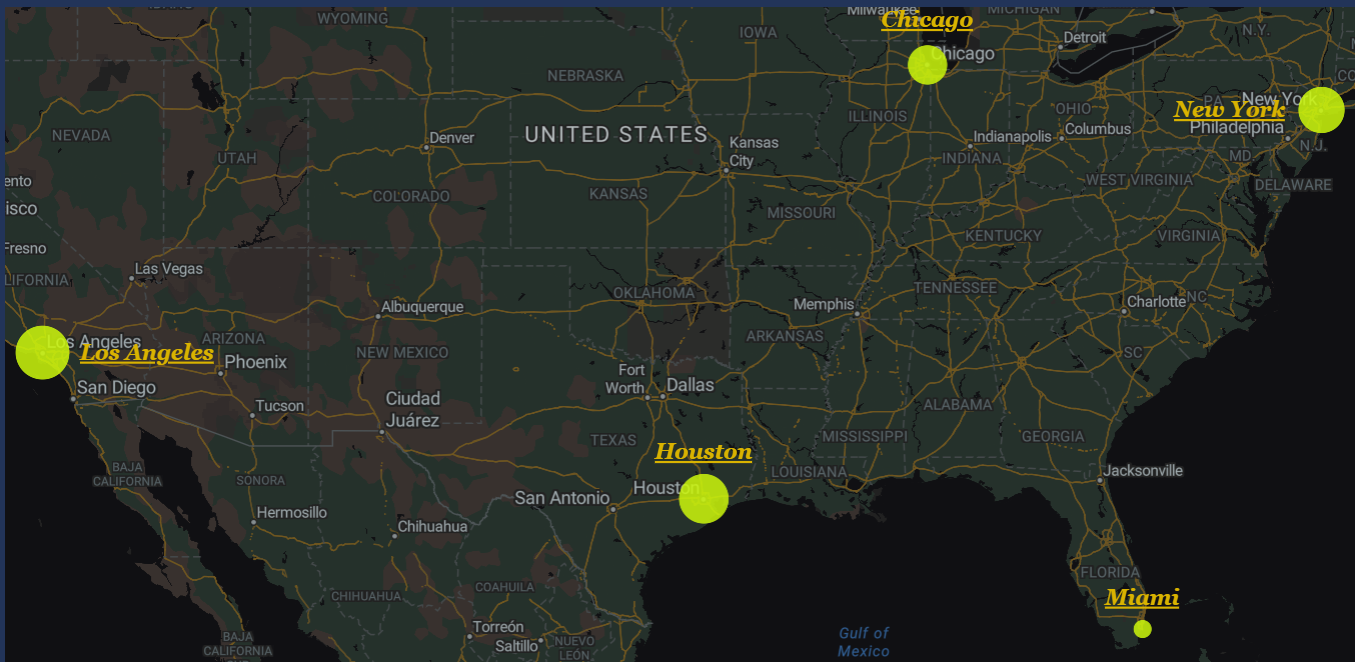 IDAHO
WYOMING
Milwaukee
MICHIGAN
Chicago
IOWA
N.Y.
Detroit
Chicago
NEBRASKA
PA
New York
New York
OHIO
ILLINOIS
Philadelphia
NEVADA
UNITED STATES
Columbus
Indianapolis
Denver
Kansas
City
N.J.
UTAH
INDIANA
MD.
ento
WEST VIRGINIA
DELAWARE
COLORADO
KANSAS
isco
MISSOURI
KENTUCKY
VIRGINIA
Fresno
Las Vegas
LIFORNIA
TENNESSEE
OKLAHOMA
NC
Charlotte
Memphis
Albuquerque
ARIZONA
ARKANSAS
Los Angeles
Los Angeles
NEW MEXICO
SC
Phoenix
Fort
Worth
Dallas
San Diego
Ciudad
Juárez
Tucson
ALABAMA
TEXAS
MISSISSIPPI
GEORGIA
Houston
BAJA
CALIFORNIA
SONORA
LOUISIANA
Jacksonville
Houston
San Antonio
Hermosillo
Chihuahua
FLORIDA
COAHUILA
CHIHUAHUA
Miami
Torreón
Gulf of
Mexico
BAJA
CALIFORNIA
Saltillo
NUEVO
LEÓN